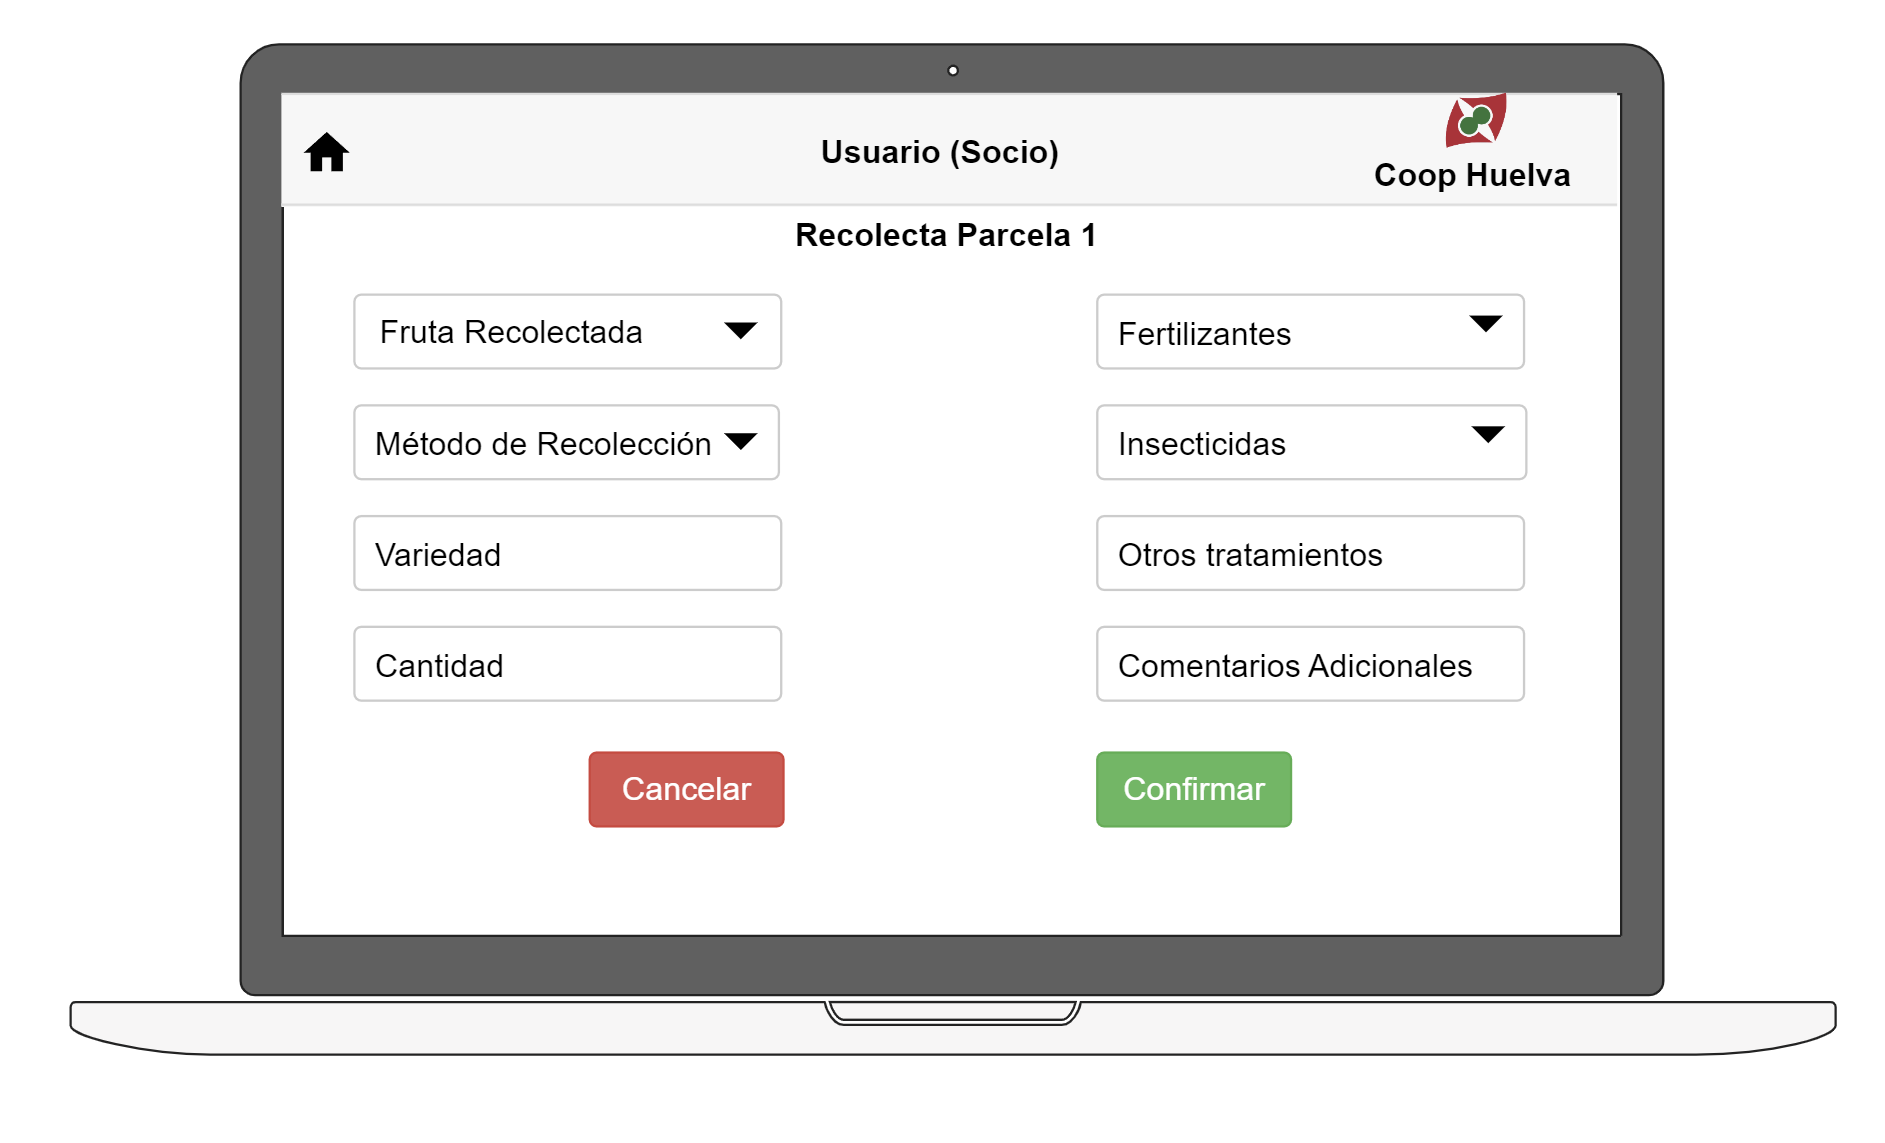 Usuario (Socio)
Coop Huelva
Recolecta Parcela 1
Fruta Recolectada
Fertilizantes
Método de Recolección
Insecticidas
Variedad
Otros tratamientos
Cantidad
Comentarios Adicionales
Cancelar
Confirmar